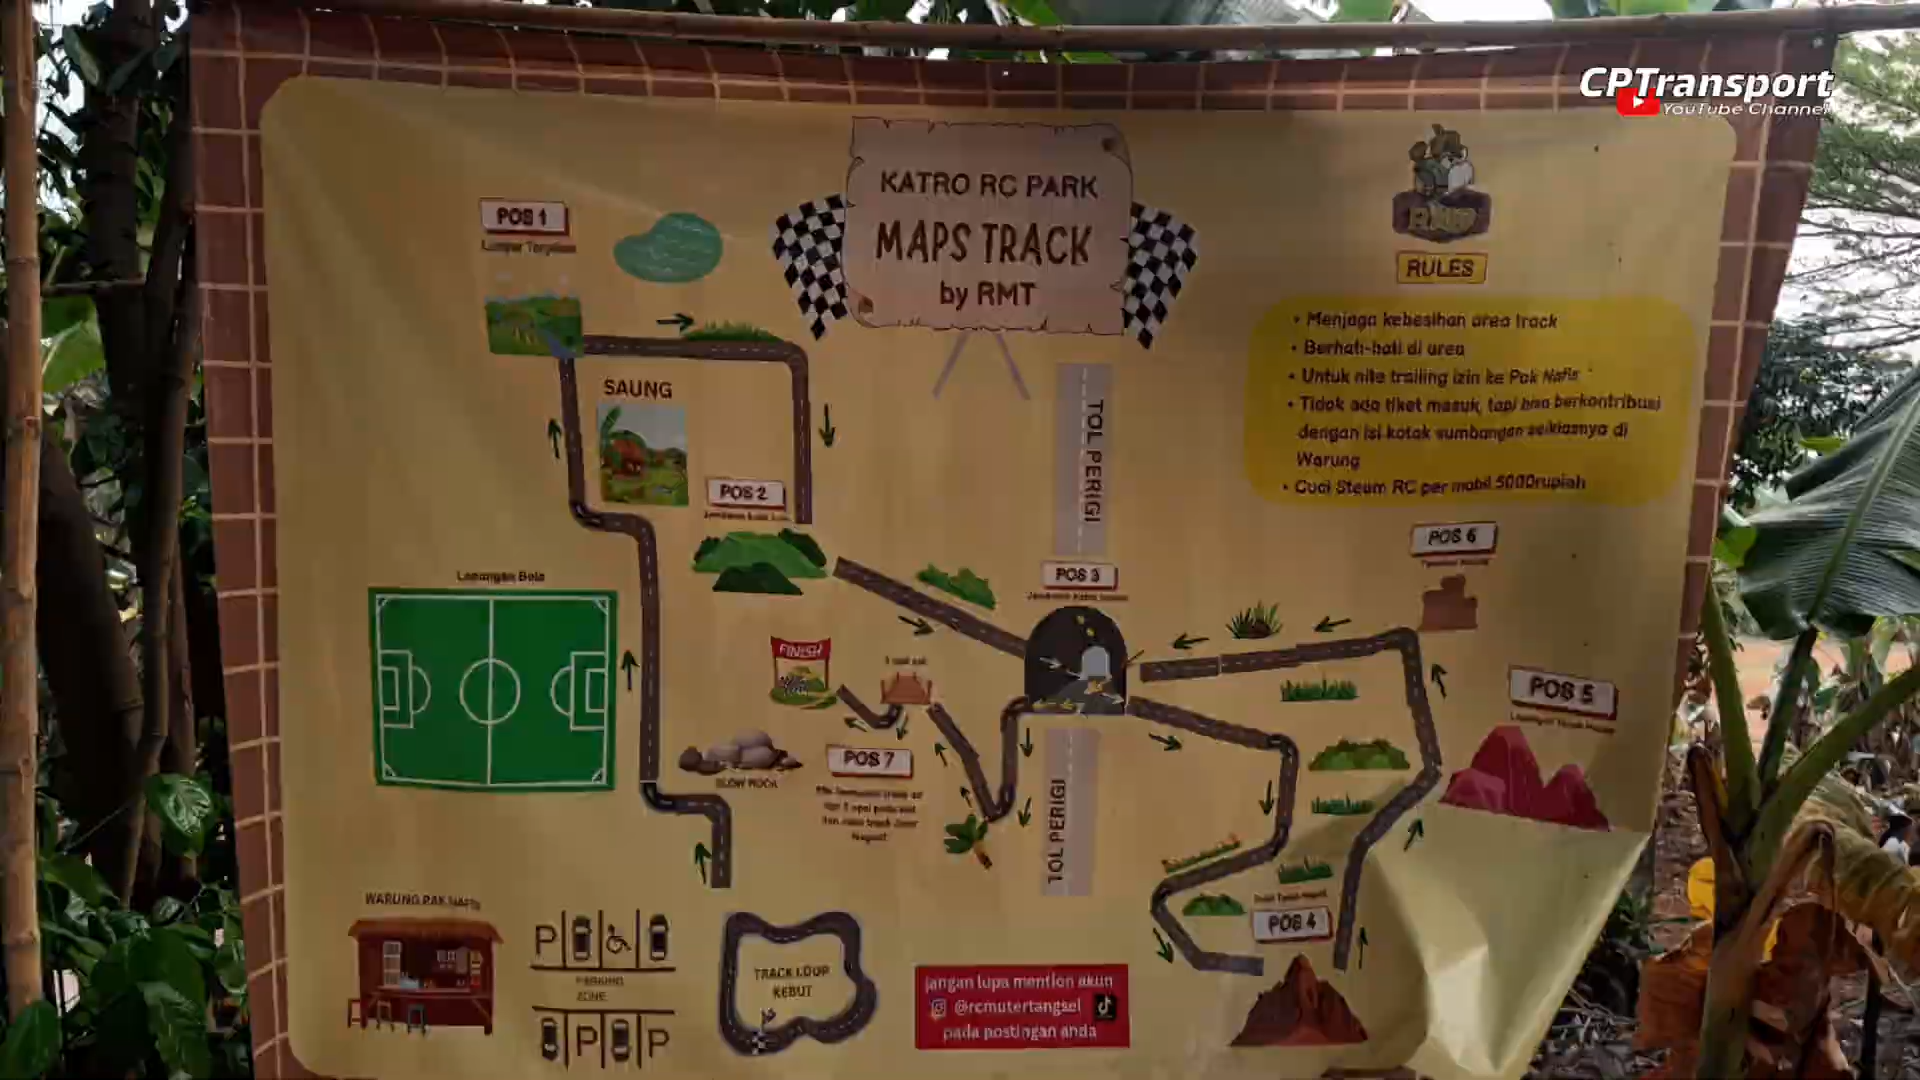 CPTransport
YouTube Channel
KATRO RC PARK
MAPS TRACK
by RMT
RULES
• Menjaga kebesihan area track
• Berhati-hati di area
• Untuk nite trailing izin ke Pak Nafis
• Tidak ada tiket masuk, tapi bisa berkontribusi
dengan isi kotak sumbangan seiklasnya di
Warung
• Cuci Steam RC per mobil 5000rupiah
POS 1
SAUNG
POS 2
TOL PERIGI
POS 3
POS 6
Lapangan Bola
FINISH
POS 5
POS 7
SLOW ROCK
TOL PERIGI
POS 4
WARUNG PAK NAFIS
P
PARKING
ZONE
P P
TRACK LOOP
KEBUT
jangan lupa mention akun
@rcmutertangsel
pada postingan anda